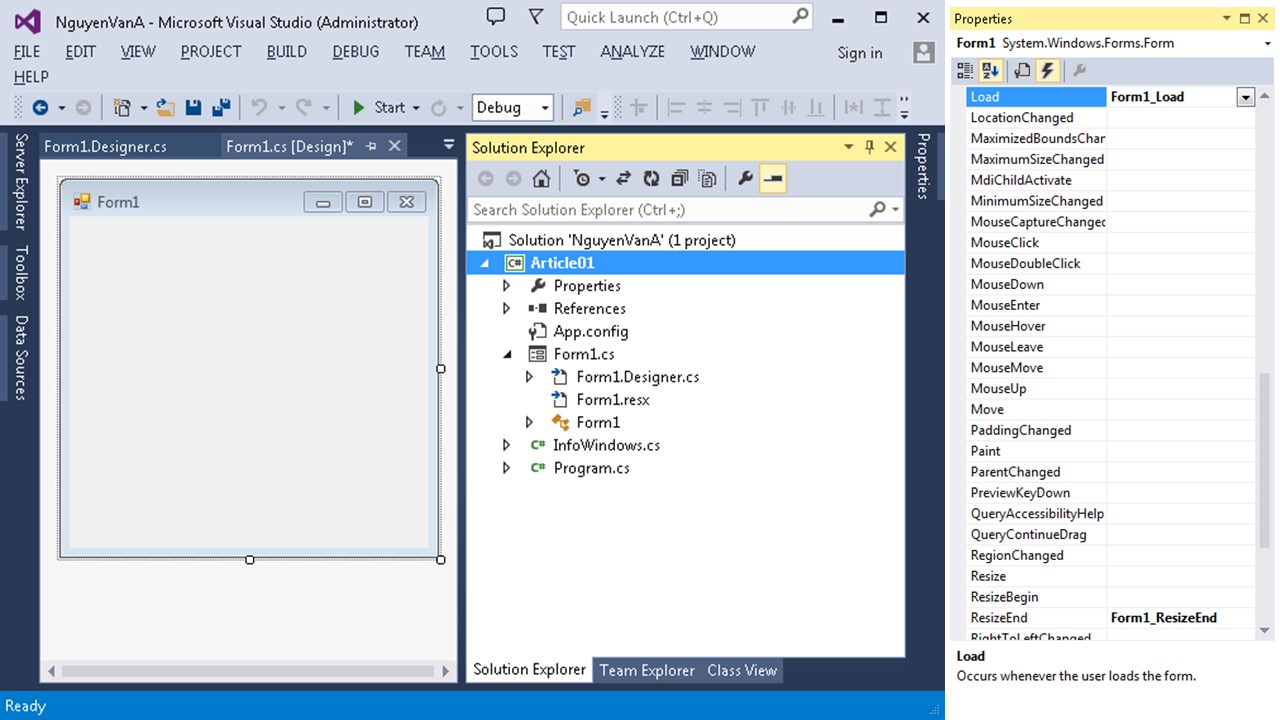 NguyenVanA - Microsoft Visual Studio (Administrator)
Quick Launch (Ctrl+Q)
FILE EDIT VIEW PROJECT BUILD DEBUG TEAM TOOLS TEST ANALYZE WINDOW Sign in
HELP
Start Debug
Server Explorer
Toolbox
Data Sources
Form1.Designer.cs Form1.cs [Design]*
Form1
Solution Explorer
Search Solution Explorer (Ctrl+;)
Solution 'NguyenVanA' (1 project)
C# Article01
Properties
References
App.config
Form1.cs
Form1.Designer.cs
Form1.resx
Form1
C# InfoWindows.cs
C# Program.cs
Solution Explorer Team Explorer Class View
Properties
Ready
Properties
Form1 System.Windows.Forms.Form
Load Form1_Load
LocationChanged
MaximizedBoundsChan
MaximumSizeChanged
MdiChildActivate
MinimumSizeChanged
MouseCaptureChanged
MouseClick
MouseDoubleClick
MouseDown
MouseEnter
MouseHover
MouseLeave
MouseMove
MouseUp
Move
PaddingChanged
Paint
ParentChanged
PreviewKeyDown
QueryAccessibilityHelp
QueryContinueDrag
RegionChanged
Resize
ResizeBegin
ResizeEnd Form1_ResizeEnd
RightToLeftChanged
Load
Occurs whenever the user loads the form.